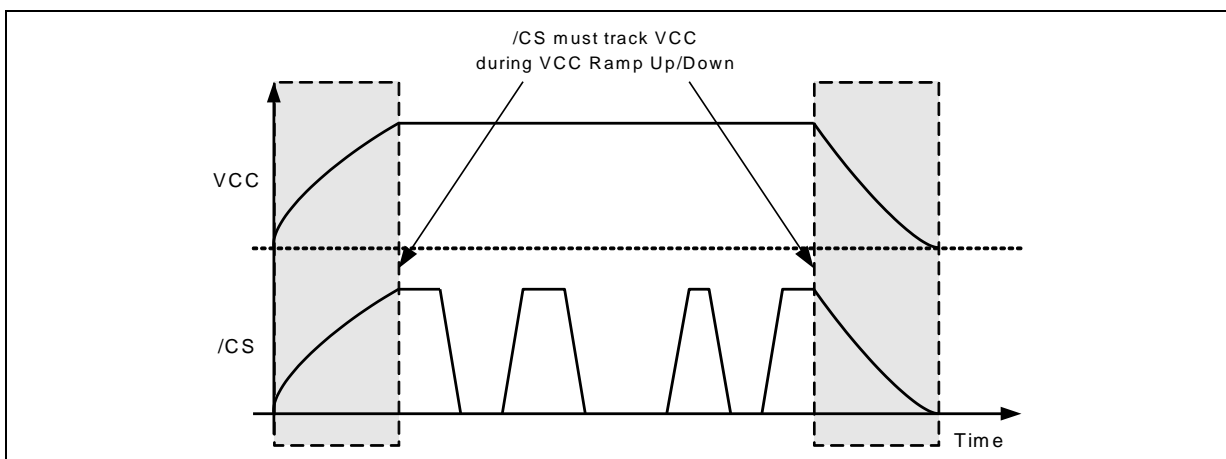 /CS must track VCC
during VCC Ramp Up/Down
VCC
/CS
Time